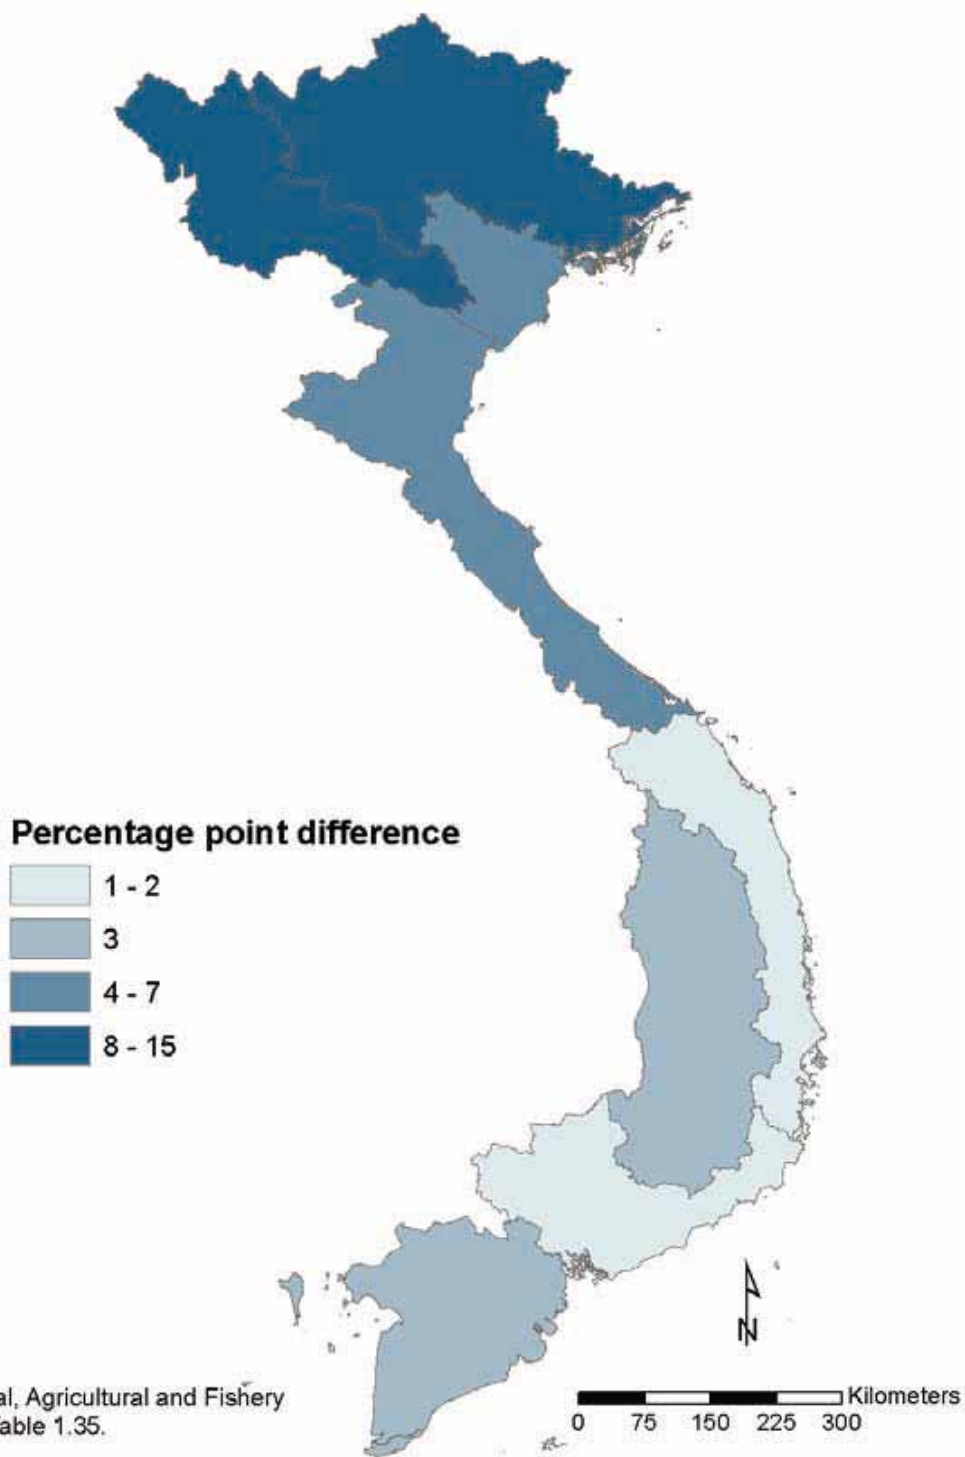 Percentage point difference
1 - 2
3
4 - 7
8 - 15
N
al, Agricultural and Fishery
able 1.35.
Kilometers
0 75 150 225 300